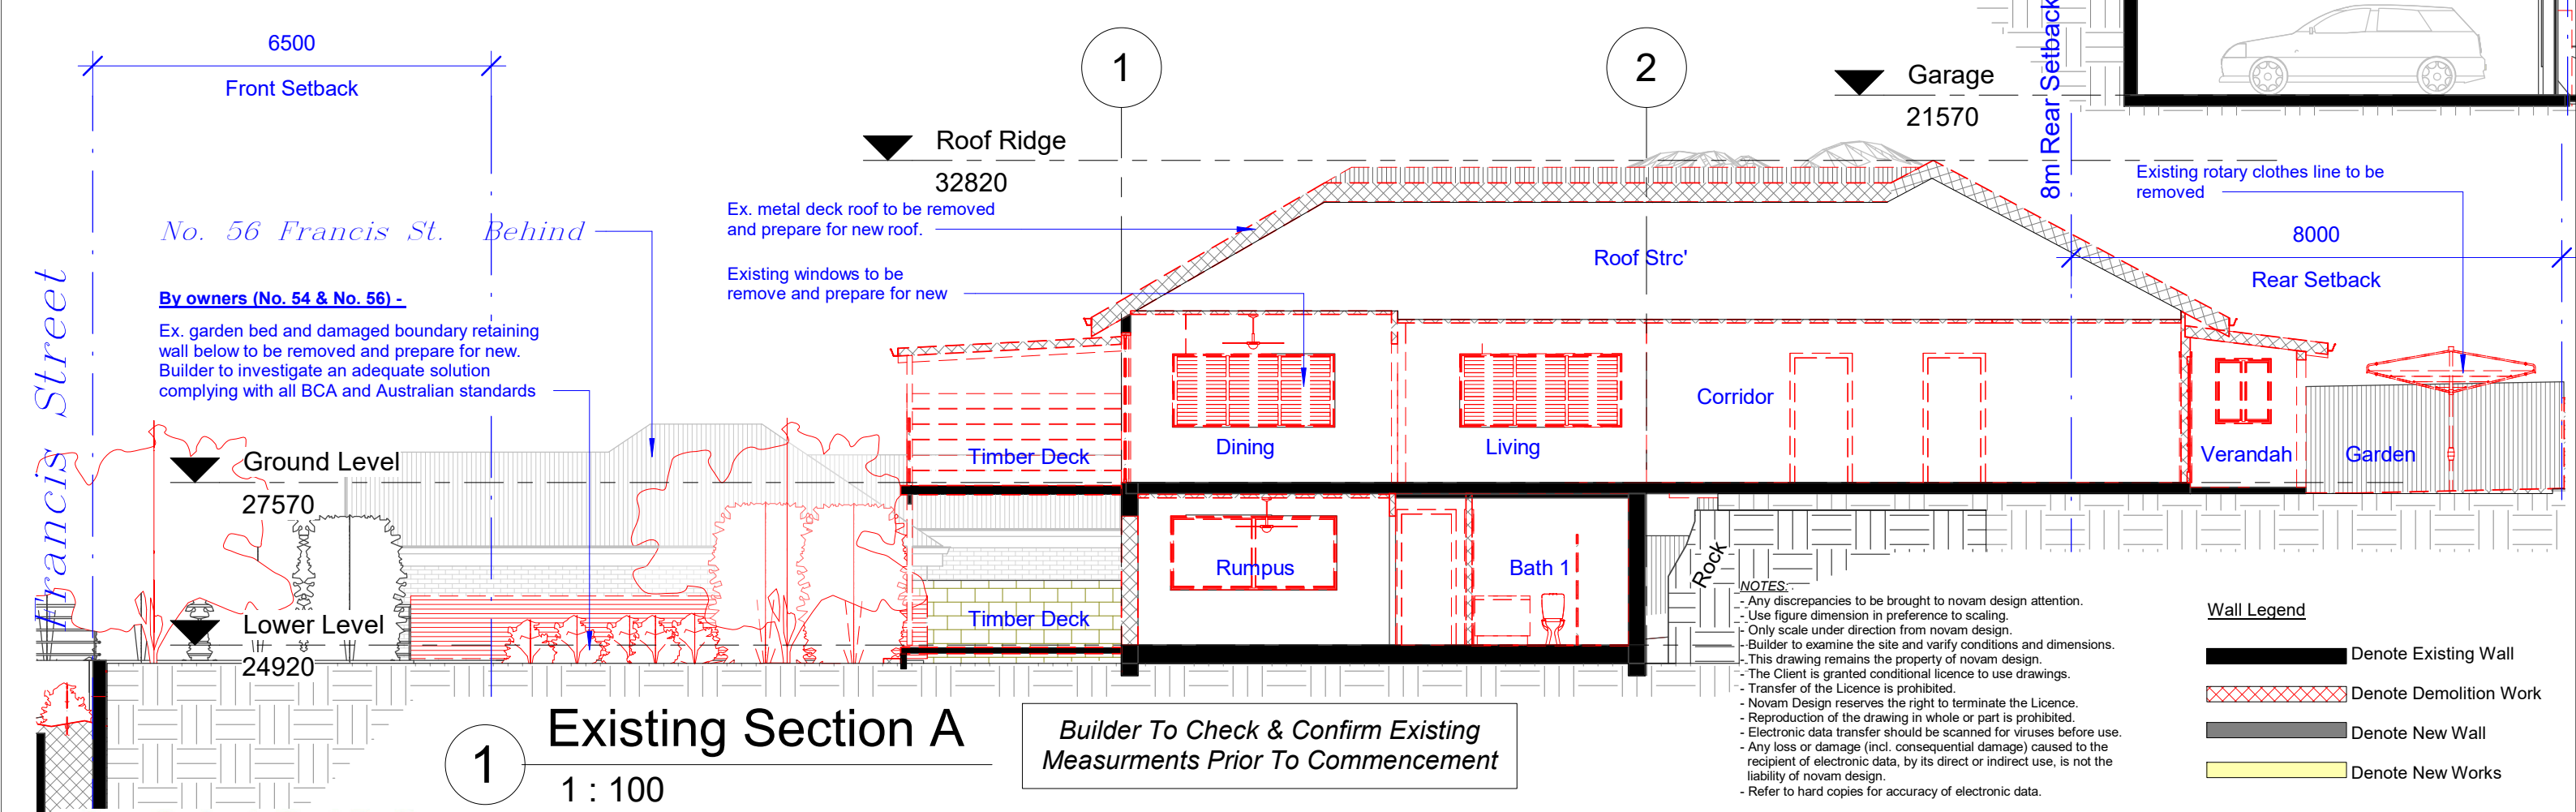 6500
Front Setback
1
2
Garage
21570
8m Rear Setback
Roof Ridge
32820
Existing rotary clothes line to be
removed
8000
Rear Setback
No. 56 Francis St. Behind
Ex. metal deck roof to be removed
and prepare for new roof.
Existing windows to be
remove and prepare for new
Roof Strc'
Francis Street
By owners (No. 54 & No. 56) -
Ex. garden bed and damaged boundary retaining
wall below to be removed and prepare for new.
Builder to investigate an adequate solution
complying with all BCA and Australian standards
Corridor
Timber Deck
Dining
Living
Verandah
Garden
Ground Level
27570
Rumpus
Bath 1
Rock
Timber Deck
Lower Level
24920
1
Existing Section A
1 : 100
Builder To Check & Confirm Existing
Measurments Prior To Commencement
NOTES:
- Any discrepancies to be brought to novam design attention.
- Use figure dimension in preference to scaling.
- Only scale under direction from novam design.
- Builder to examine the site and varify conditions and dimensions.
- This drawing remains the property of novam design.
- The Client is granted conditional licence to use drawings.
- Transfer of the Licence is prohibited.
- Novam Design reserves the right to terminate the Licence.
- Reproduction of the drawing in whole or part is prohibited.
- Electronic data transfer should be scanned for viruses before use.
- Any loss or damage (incl. consequential damage) caused to the
recipient of electronic data, by its direct or indirect use, is not the
liability of novam design.
- Refer to hard copies for accuracy of electronic data.
Wall Legend
Denote Existing Wall
Denote Demolition Work
Denote New Wall
Denote New Works